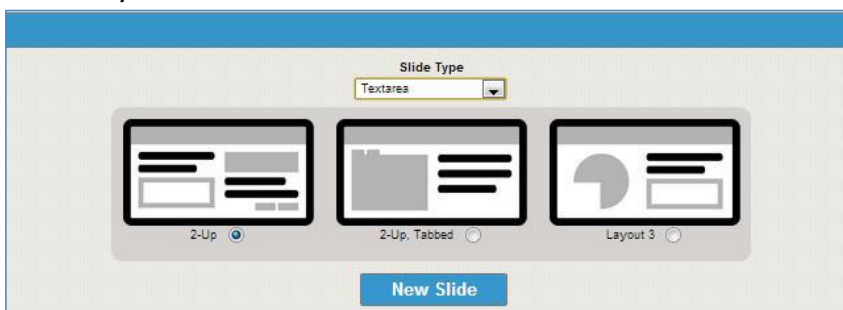 Slide Type
Textarea
2-Up
2-Up, Tabbed
Layout 3
New Slide